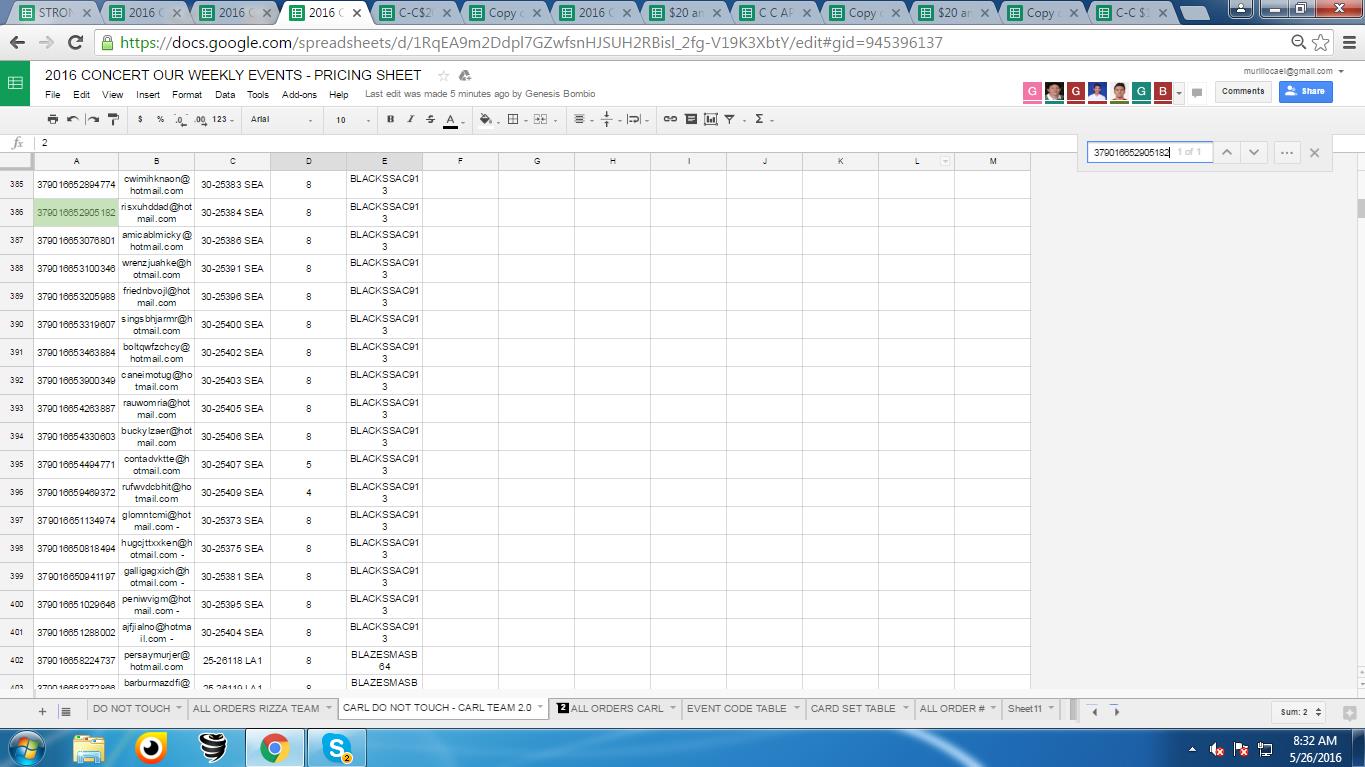 STRON
2016 C
2016 C
2016 C
C-C$2
Copy
2016 C
$20 an
C C AP
Copy
$20 an
Copy
C-C $
https://docs.google.com/spreadsheets/d/1RqEA9m2Ddpl7GZwfsnHJSUH2RBisl_2fg-V19K8XbtY/edit#gid=945396137
2016 CONCERT OUR WEEKLY EVENTS - PRICING SHEET
murillocael@gmail.com
File Edit View Insert Format Data Tools Add-ons Help Last edit was made 5 minutes ago by Genesis Bombio
G G G B Comments Share
$ % .0 .00 123 Arial 10 B I S A
fx 2
379016652905182 1 of 1
A B C D E F G H I J K L M
385 379016652894774 cwimihknaon@hotmail.com 30-25383 SEA 8 BLACKSSAC913
386 379016652905182 risxuhddad@hotmail.com 30-25384 SEA 8 BLACKSSAC913
387 379016653076801 amicablmicky@hotmail.com 30-25386 SEA 8 BLACKSSAC913
388 379016653100346 wrenzjuahke@hotmail.com 30-25391 SEA 8 BLACKSSAC913
389 379016653205988 friednbvojl@hotmail.com 30-25396 SEA 8 BLACKSSAC913
390 379016653319607 singsbhjarmr@hotmail.com 30-25400 SEA 8 BLACKSSAC913
391 379016653463884 boltqwfzchcy@hotmail.com 30-25402 SEA 8 BLACKSSAC913
392 379016653900349 caneimotug@hotmail.com 30-25403 SEA 8 BLACKSSAC913
393 379016654263887 rauwomria@hotmail.com 30-25405 SEA 8 BLACKSSAC913
394 379016654330603 buckylzaer@hotmail.com 30-25406 SEA 8 BLACKSSAC913
395 379016654494771 contadvktte@hotmail.com 30-25407 SEA 5 BLACKSSAC913
396 379016659469372 rufwvdcbhit@hotmail.com 30-25409 SEA 4 BLACKSSAC913
397 379016651134974 glomntcmi@hotmail.com - 30-25373 SEA 8 BLACKSSAC913
398 379016650818494 hugcjttxxken@hotmail.com - 30-25375 SEA 8 BLACKSSAC913
399 379016650941197 galligagxich@hotmail.com - 30-25381 SEA 8 BLACKSSAC913
400 379016651029646 peniwvigm@hotmail.com - 30-25395 SEA 8 BLACKSSAC913
401 379016651288002 ajfjialno@hotmail.com - 30-25404 SEA 8 BLACKSSAC913
402 379016658224737 persaymurjer@hotmail.com 25-26118 LA1 8 BLAZESMASB64
403 379016658372866 barburmazdfi@ 25-26119 LA1 8 BLAZESMASB
DO NOT TOUCH ALL ORDERS RIZZA TEAM CARL DO NOT TOUCH - CARL TEAM 2.0 2 ALL ORDERS CARL EVENT CODE TABLE CARD SET TABLE ALL ORDER # Sheet11 Sum: 2
2
8:32 AM
5/26/2016